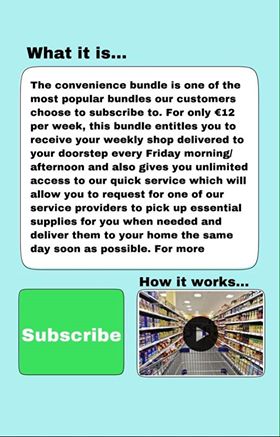 What it is...
The convenience bundle is one of the
most popular bundles our customers
choose to subscribe to. For only €12
per week, this bundle entitles you to
receive your weekly shop delivered to
your doorstep every Friday morning/
afternoon and also gives you unlimited
access to our quick service which will
allow you to request for one of our
service providers to pick up essential
supplies for you when needed and
deliver them to your home the same
day soon as possible. For more
How it works...
Subscribe